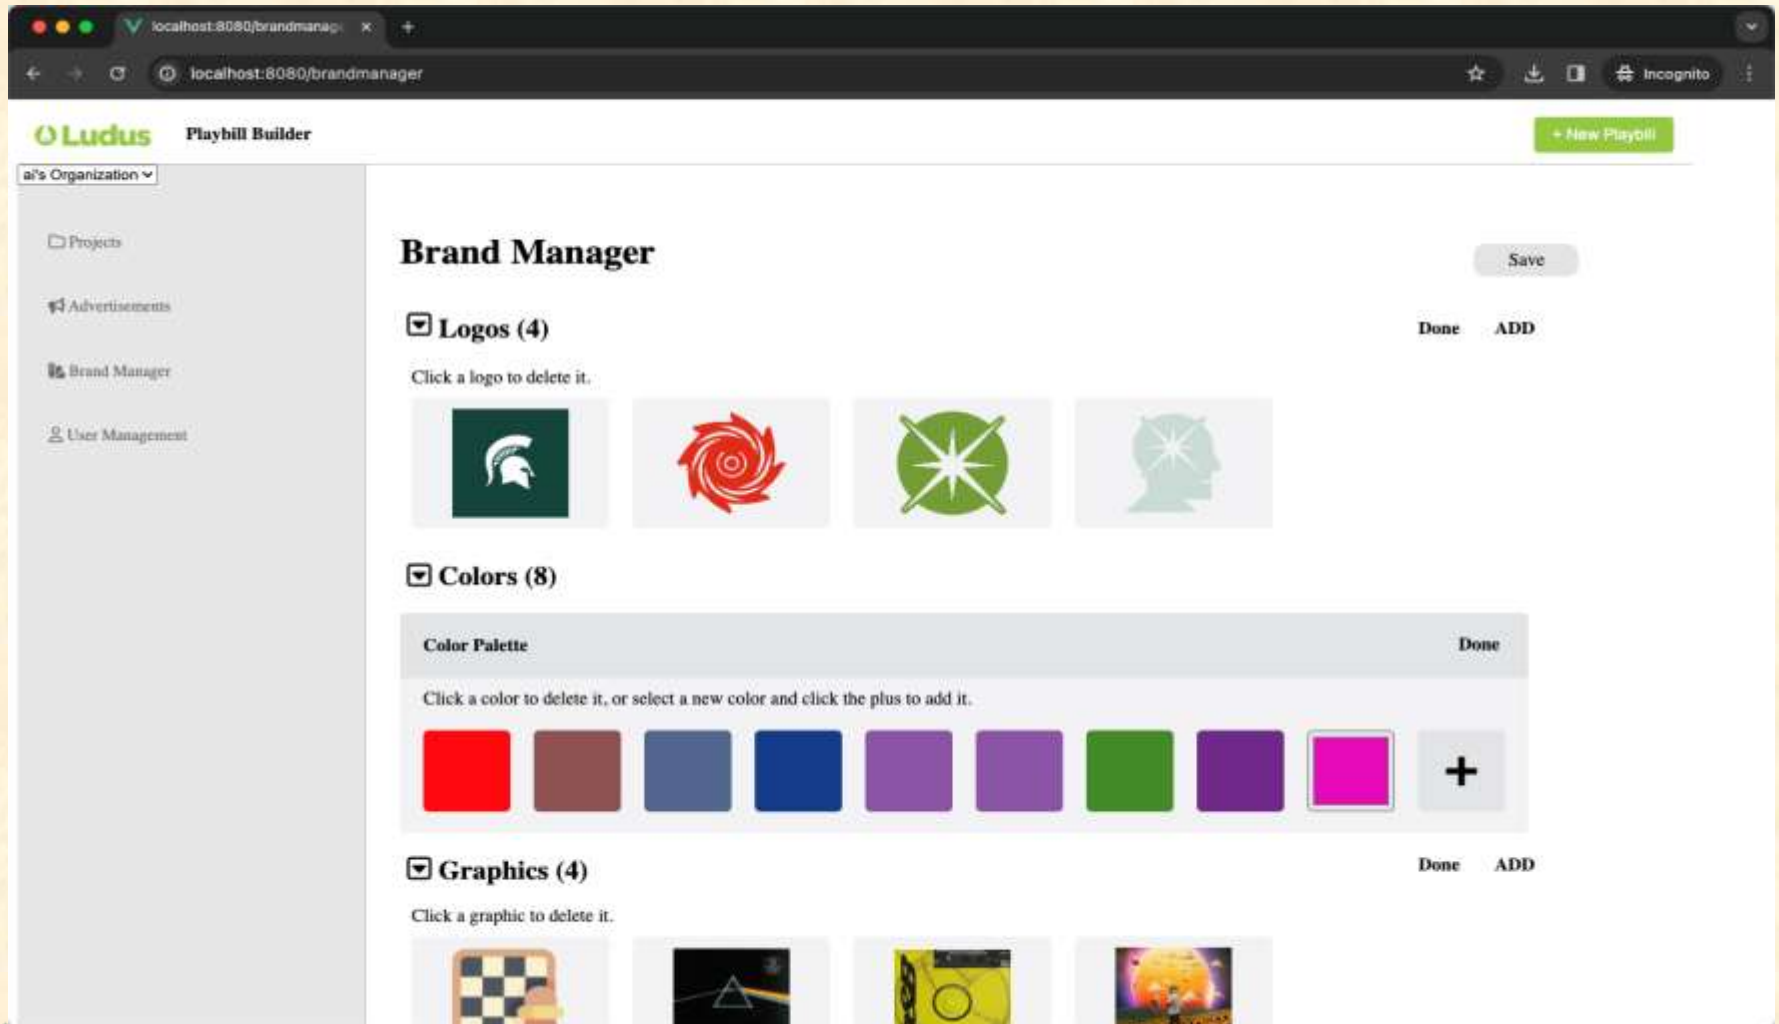 localhost:8080/brandmanag
localhost:8080/brandmanager
Incognito
Ludus
Playbill Builder
+ New Playbill
ai's Organization
Projects
Advertisements
Brand Manager
User Management
Brand Manager
Save
Logos (4)
Done ADD
Click a logo to delete it.
Colors (8)
Color Palette
Done
Click a color to delete it, or select a new color and click the plus to add it.
+
Graphics (4)
Done ADD
Click a graphic to delete it.